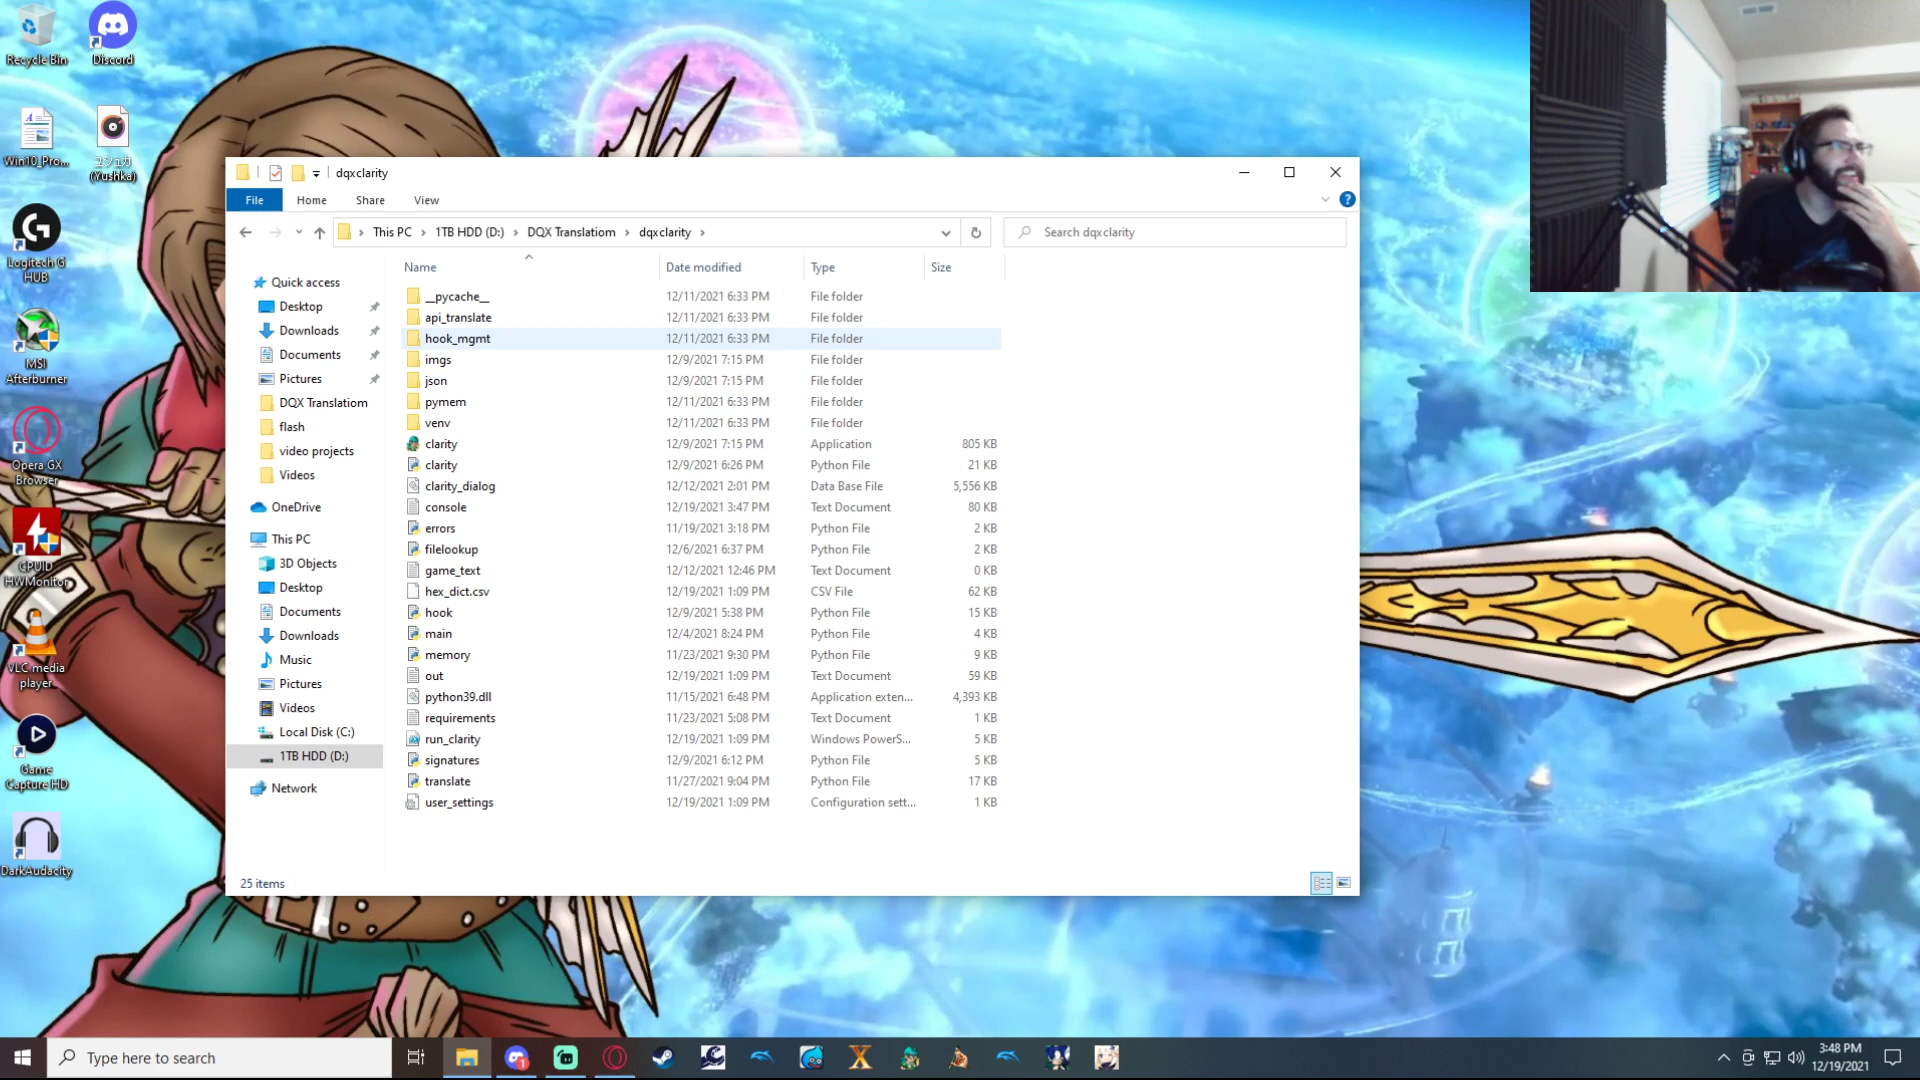 Recycle Bin
Discord
Win10_Pro...
ユシュカ
(Yushka)
Logitech G
HUB
MSI
Afterburner
Opera GX
Browser
CPUID
HWMonitor
VLC media
player
Game
Capture HD
DarkAudacity
dqxclarity
File Home Share View
This PC 1TB HDD (D:) DQX Translatiom dqxclarity
Search dqxclarity
Name Date modified Type Size
Quick access
Desktop
Downloads
Documents
Pictures
DQX Translatiom
flash
video projects
Videos
OneDrive
This PC
3D Objects
Desktop
Documents
Downloads
Music
Pictures
Videos
Local Disk (C:)
1TB HDD (D:)
Network
__pycache__ 12/11/2021 6:33 PM File folder
api_translate 12/11/2021 6:33 PM File folder
hook_mgmt 12/11/2021 6:33 PM File folder
imgs 12/9/2021 7:15 PM File folder
json 12/9/2021 7:15 PM File folder
pymem 12/11/2021 6:33 PM File folder
venv 12/11/2021 6:33 PM File folder
clarity 12/9/2021 7:15 PM Application 805 KB
clarity 12/9/2021 6:26 PM Python File 21 KB
clarity_dialog 12/12/2021 2:01 PM Data Base File 5,556 KB
console 12/19/2021 3:47 PM Text Document 80 KB
errors 11/19/2021 3:18 PM Python File 2 KB
filelookup 12/6/2021 6:37 PM Python File 2 KB
game_text 12/12/2021 12:46 PM Text Document 0 KB
hex_dict.csv 12/19/2021 1:09 PM CSV File 62 KB
hook 12/9/2021 5:38 PM Python File 15 KB
main 12/4/2021 8:24 PM Python File 4 KB
memory 11/23/2021 9:30 PM Python File 9 KB
out 12/19/2021 1:09 PM Text Document 59 KB
python39.dll 11/15/2021 6:48 PM Application exten... 4,393 KB
requirements 11/23/2021 5:08 PM Text Document 1 KB
run_clarity 12/19/2021 1:09 PM Windows PowerS... 5 KB
signatures 12/9/2021 6:12 PM Python File 5 KB
translate 11/27/2021 9:04 PM Python File 17 KB
user_settings 12/19/2021 1:09 PM Configuration sett... 1 KB
25 items
Type here to search
3:48 PM
12/19/2021